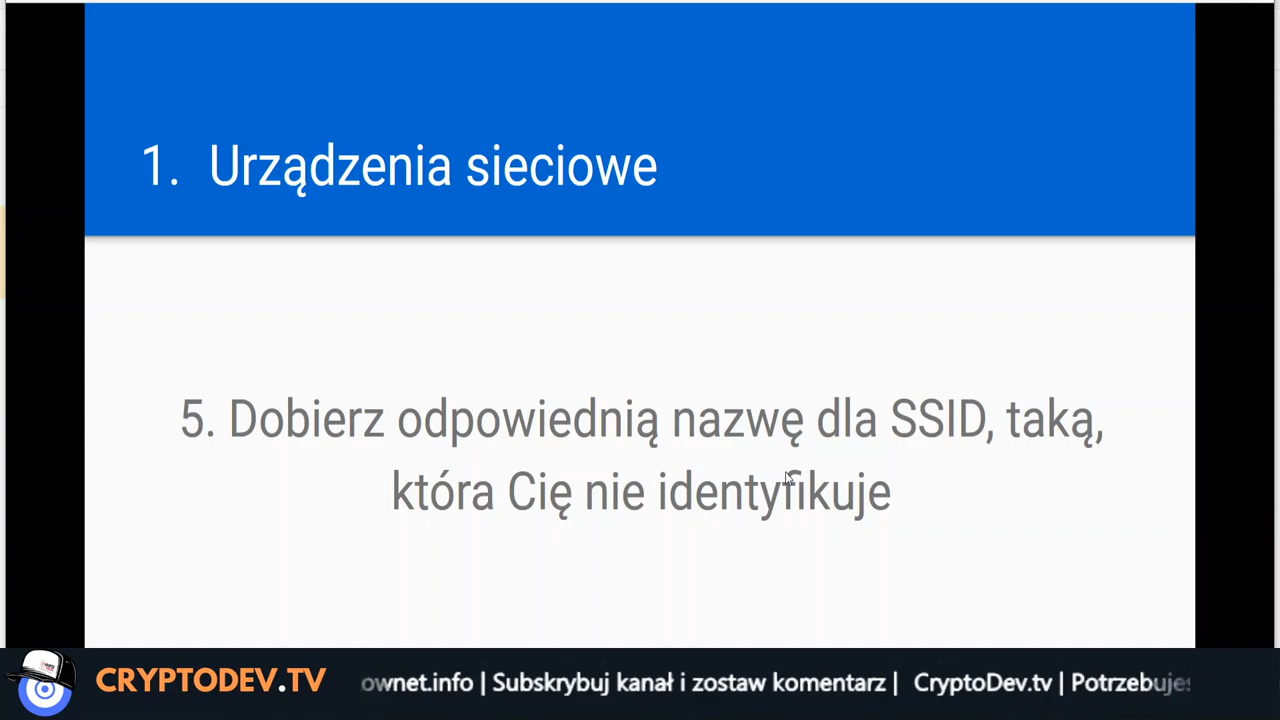 1. Urządzenia sieciowe
5. Dobierz odpowiednią nazwę dla SSID, taką,
która Cię nie identyfikuje
CRYPTODEV.TV
ownet.info | Subskrybuj kanał i zostaw komentarz | CryptoDev.tv | Potrzebujes